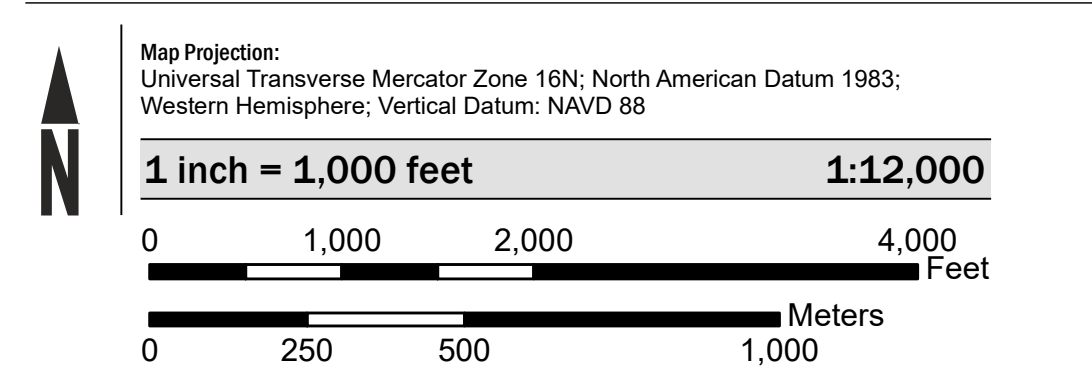 Map Projection:
Universal Transverse Mercator Zone 16N; North American Datum 1983;
Western Hemisphere; Vertical Datum: NAVD 88
N
1 inch = 1,000 feet 1:12,000
0 1,000 2,000 4,000
Feet
Meters
0 250 500 1,000